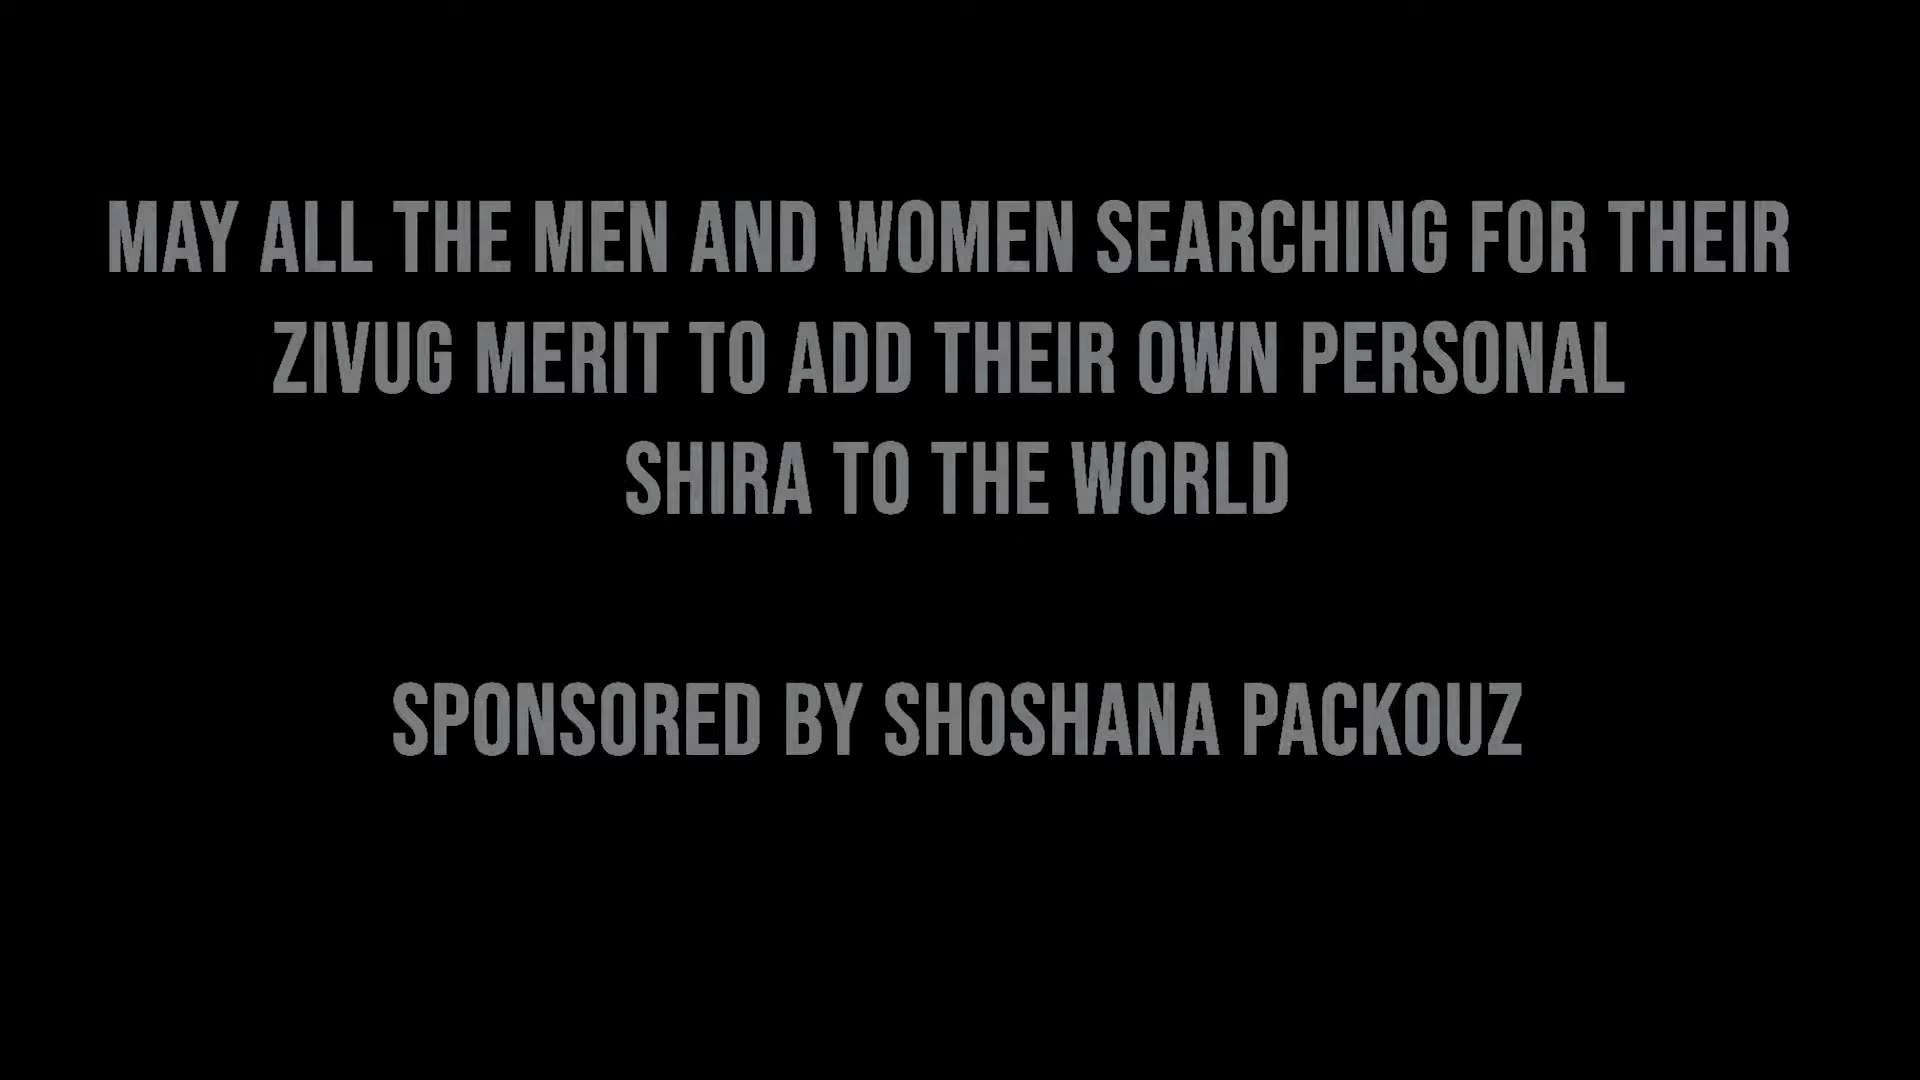 MAY ALL THE MEN AND WOMEN SEARCHING FOR THEIR
ZIVUG MERIT TO ADD THEIR OWN PERSONAL
SHIRA TO THE WORLD
SPONSORED BY SHOSHANA PACKOUZ